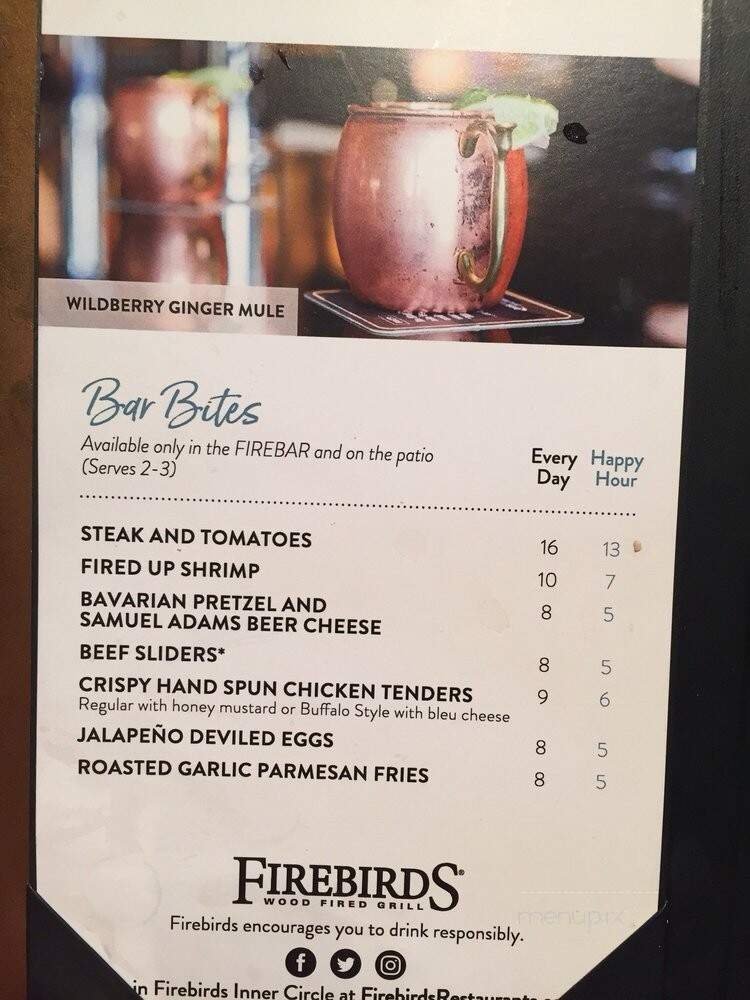 WILDBERRY GINGER MULE
Bar Bites
Available only in the FIREBAR and on the patio
(Serves 2-3)
Every Day Happy Hour
STEAK AND TOMATOES 16 13
FIRED UP SHRIMP 10 7
BAVARIAN PRETZEL AND
SAMUEL ADAMS BEER CHEESE 8 5
BEEF SLIDERS* 8 5
CRISPY HAND SPUN CHICKEN TENDERS 9 6
Regular with honey mustard or Buffalo Style with bleu cheese
JALAPEÑO DEVILED EGGS 8 5
ROASTED GARLIC PARMESAN FRIES 8 5
FIREBIRDS®
WOOD FIRED GRILL
Firebirds encourages you to drink responsibly.
in Firebirds Inner Circle at FirebirdsRestaurants